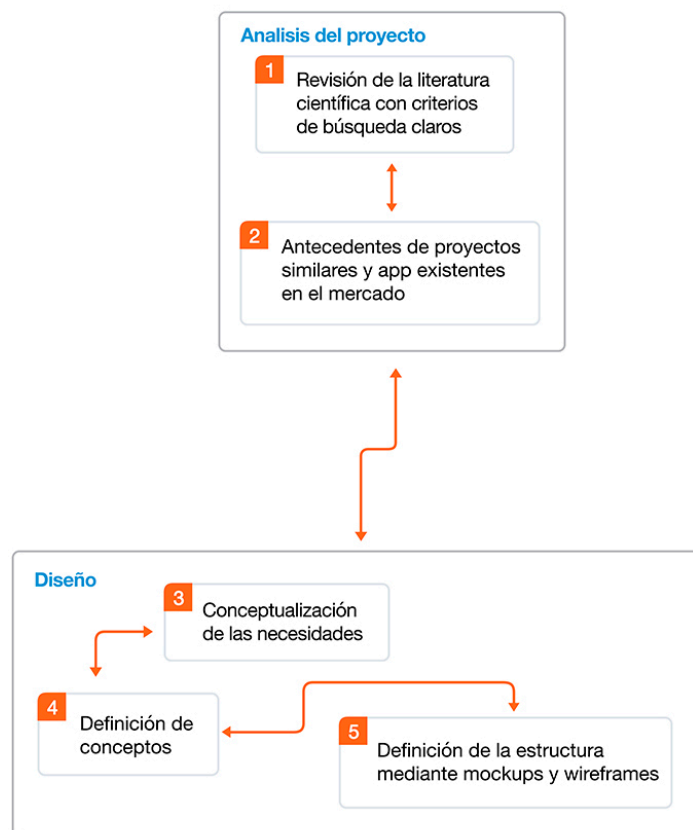 Analisis del proyecto
1
Revisión de la literatura
científica con criterios
de búsqueda claros
2
Antecedentes de proyectos
similares y app existentes
en el mercado
Diseño
3
Conceptualización
de las necesidades
4
Definición de
conceptos
5
Definición de la estructura
mediante mockups y wireframes